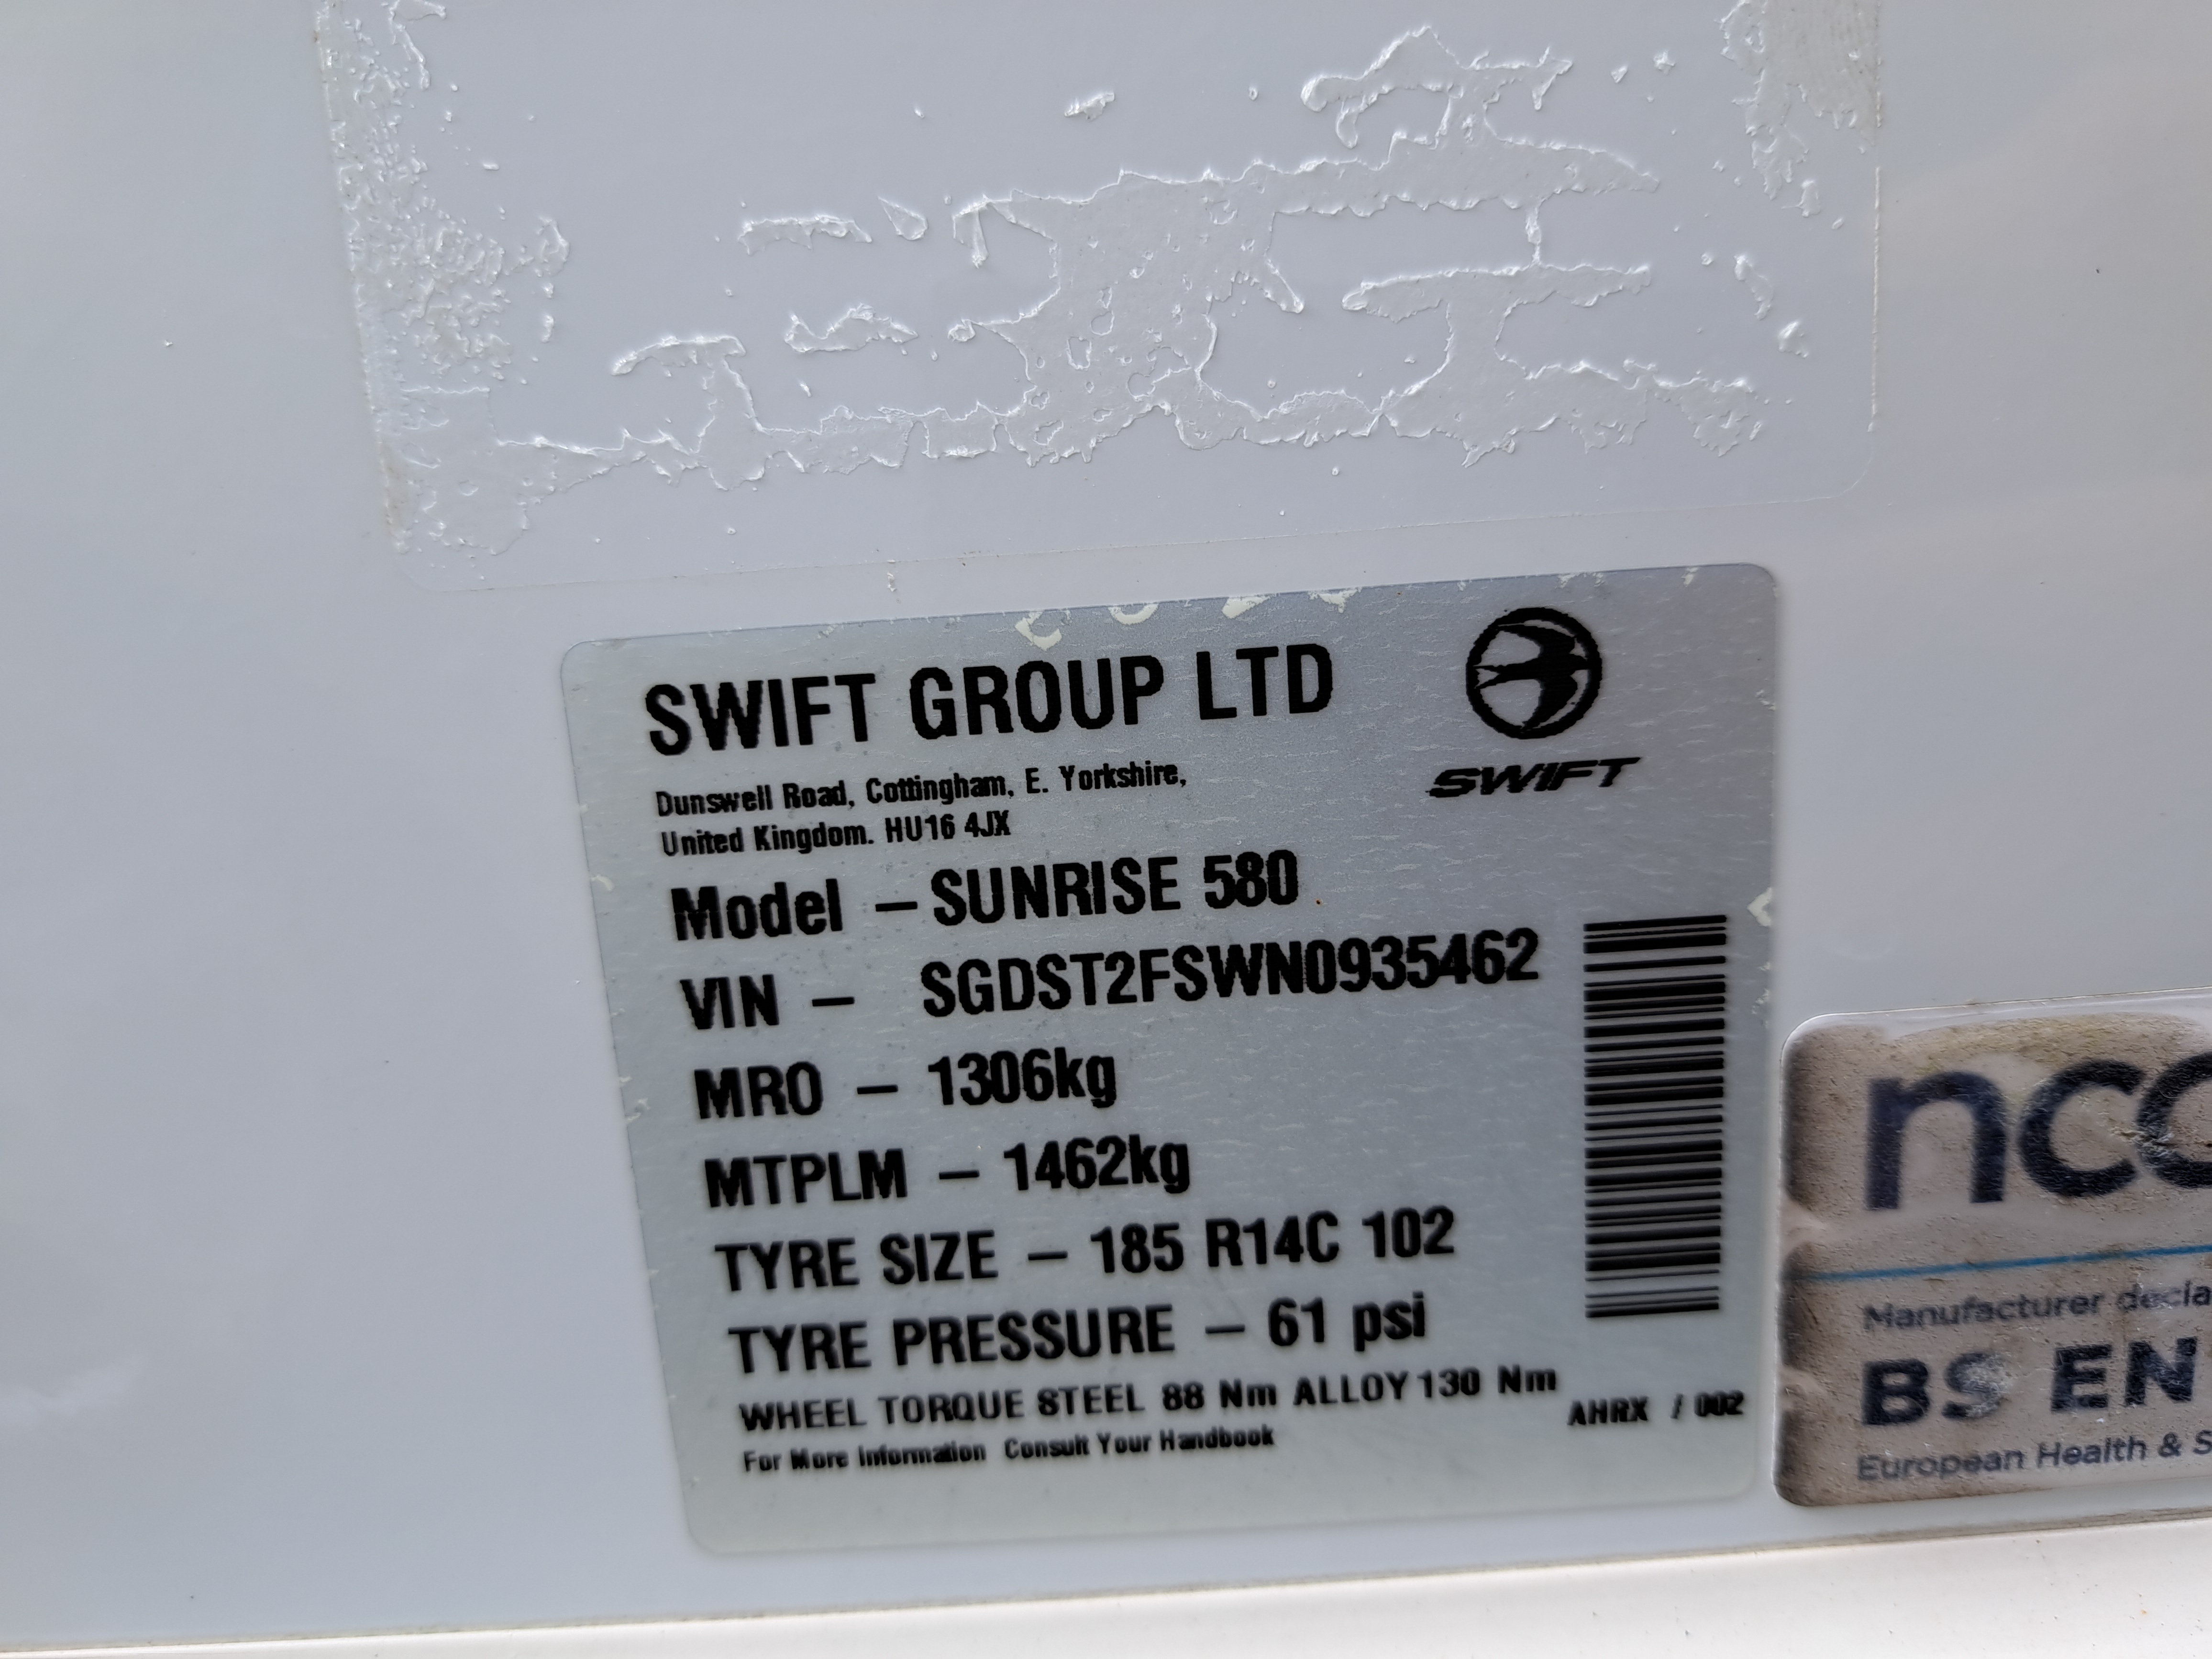 SWIFT GROUP LTD
SWIFT
Dunswell Road, Cottingham, E. Yorkshire,
United Kingdom. HU16 4JX
Model – SUNRISE 580
VIN – SGDST2FSWN0935462
MRO – 1306kg
MTPLM – 1462kg
TYRE SIZE – 185 R14C 102
TYRE PRESSURE – 61 psi
WHEEL TORQUE STEEL 88 Nm ALLOY 130 Nm
AHRX / 002
For More Information Consult Your Handbook
ncc
Manufacturer decla
BS EN
European Health & S